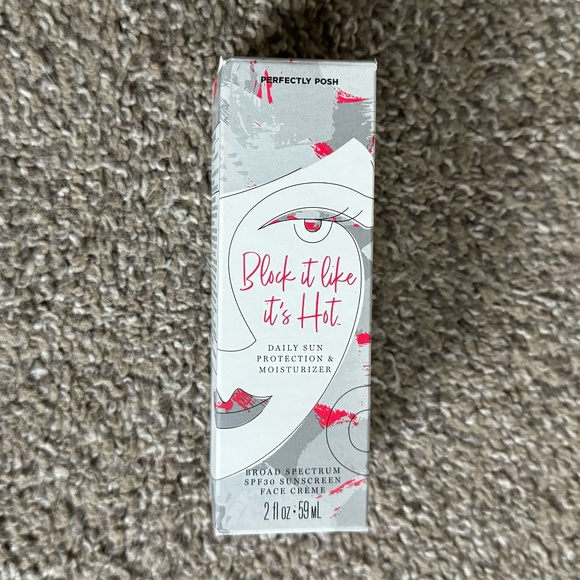 PERFECTLY POSH
Block it like
it's Hot™
DAILY SUN
PROTECTION &
MOISTURIZER
BROAD SPECTRUM
SPF30 SUNSCREEN
FACE CRÈME
2 fl oz • 59 mL